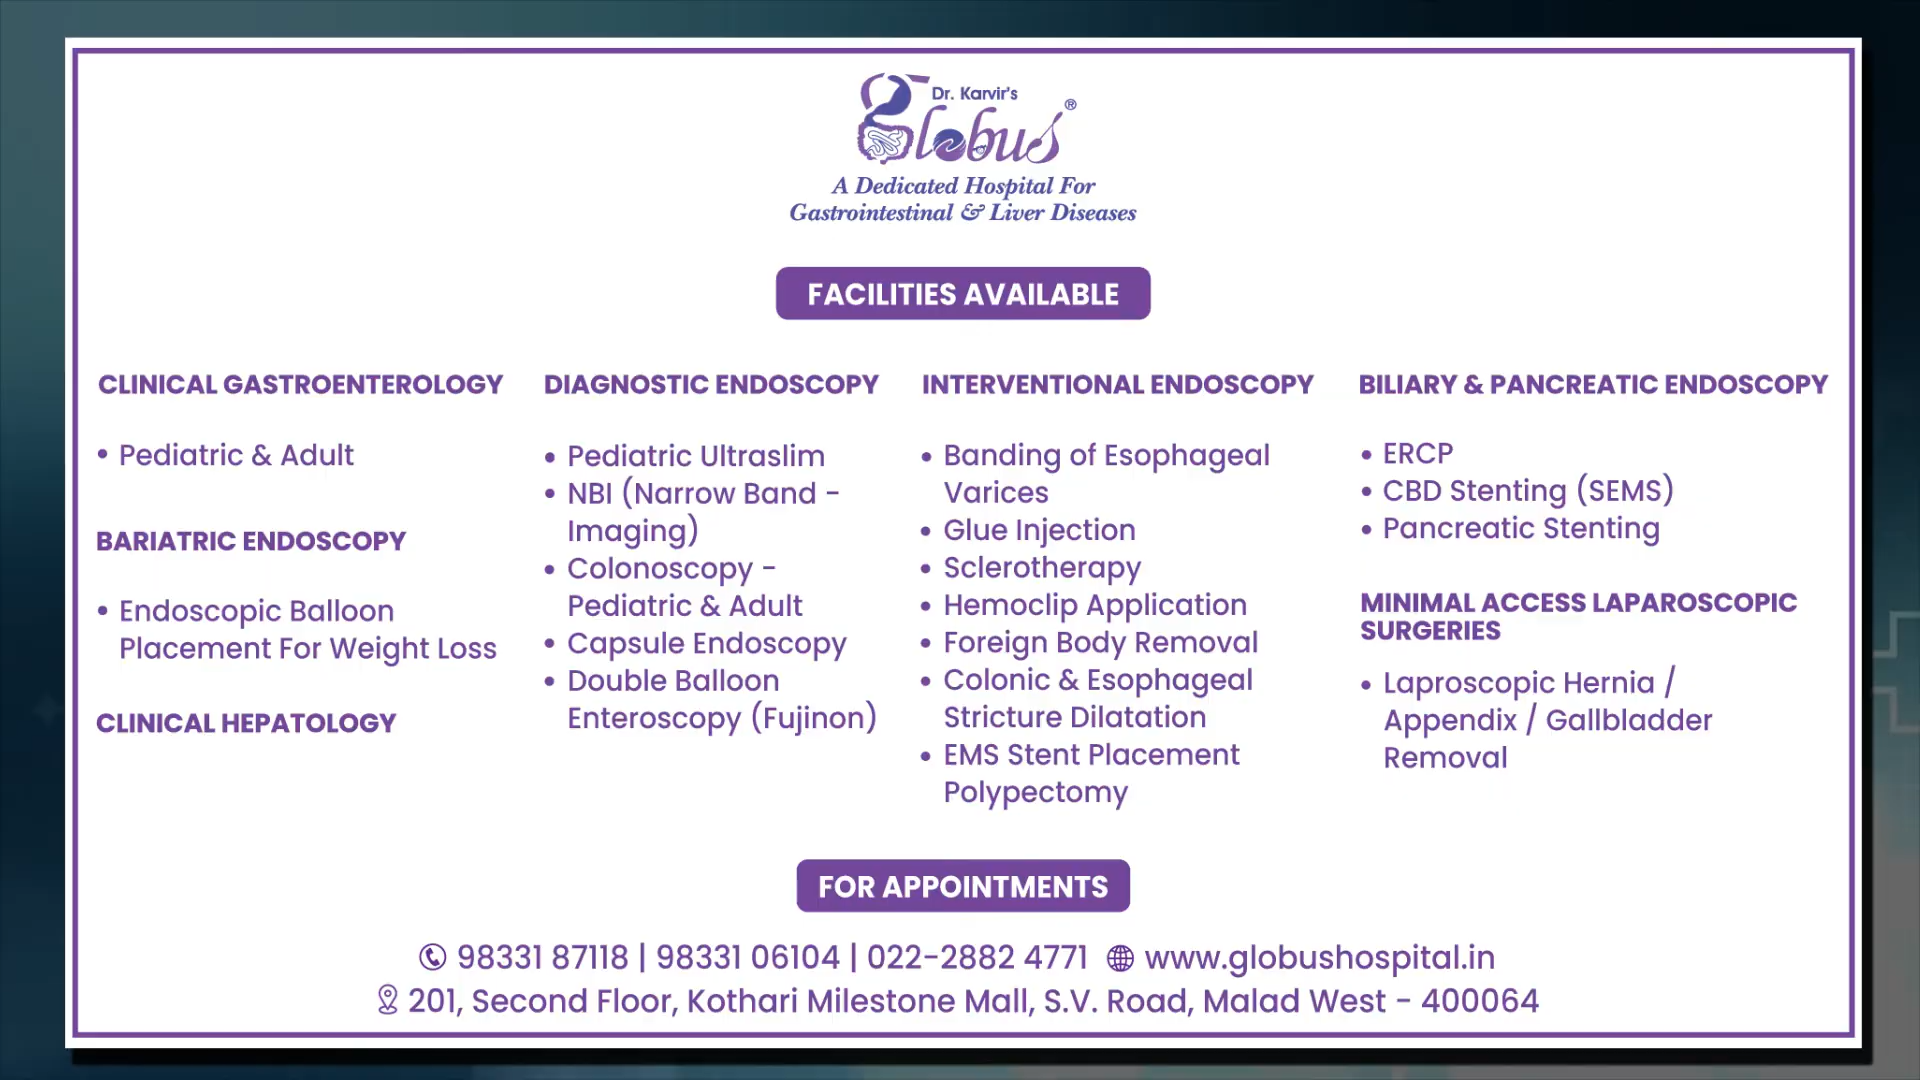 Dr. Karvir's
Globus®
A Dedicated Hospital For
Gastrointestinal & Liver Diseases
FACILITIES AVAILABLE
CLINICAL GASTROENTEROLOGY
• Pediatric & Adult
BARIATRIC ENDOSCOPY
• Endoscopic Balloon
Placement For Weight Loss
CLINICAL HEPATOLOGY
DIAGNOSTIC ENDOSCOPY
• Pediatric Ultraslim
• NBI (Narrow Band -
Imaging)
• Colonoscopy -
Pediatric & Adult
• Capsule Endoscopy
• Double Balloon
Enteroscopy (Fujinon)
INTERVENTIONAL ENDOSCOPY
• Banding of Esophageal
Varices
• Glue Injection
• Sclerotherapy
• Hemoclip Application
• Foreign Body Removal
• Colonic & Esophageal
Stricture Dilatation
• EMS Stent Placement
Polypectomy
BILIARY & PANCREATIC ENDOSCOPY
• ERCP
• CBD Stenting (SEMS)
• Pancreatic Stenting
MINIMAL ACCESS LAPAROSCOPIC
SURGERIES
• Laproscopic Hernia /
Appendix / Gallbladder
Removal
FOR APPOINTMENTS
98331 87118 | 98331 06104 | 022-2882 4771 www.globushospital.in
201, Second Floor, Kothari Milestone Mall, S.V. Road, Malad West - 400064